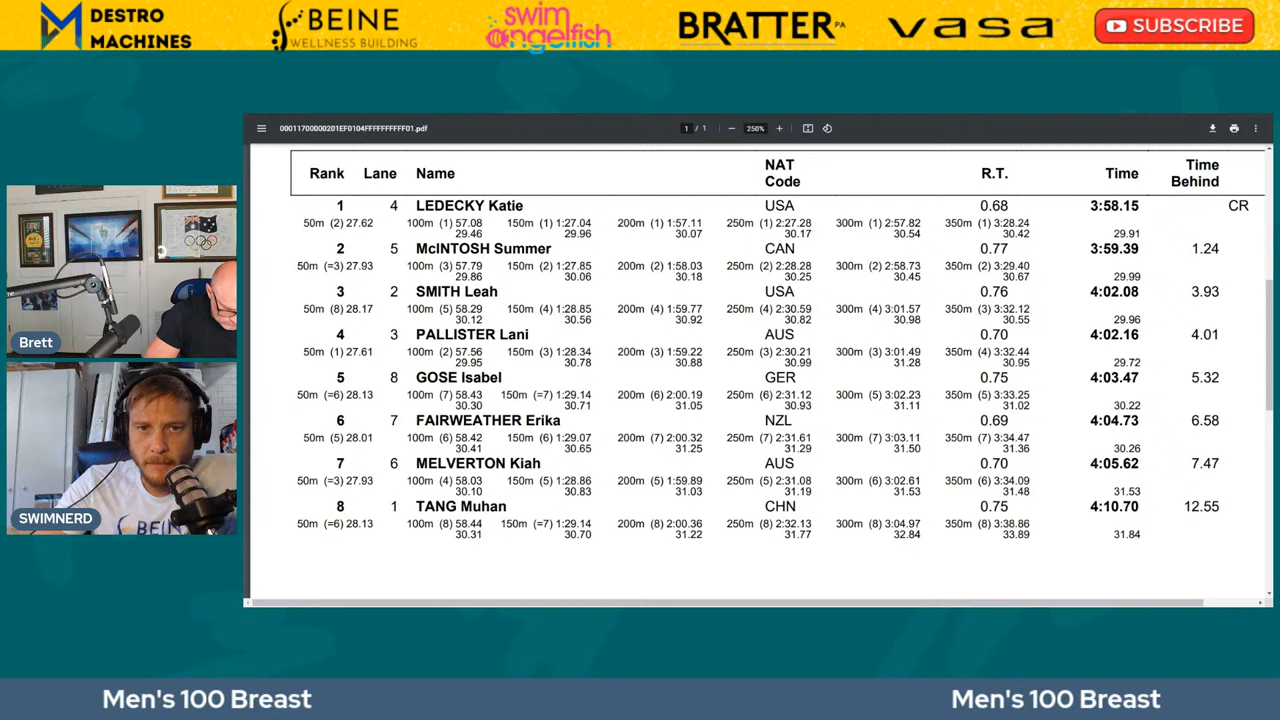 DESTRO
MACHINES
BEINE
WELLNESS BUILDING
swim
angelfish
BRATTER PA
vasa
SUBSCRIBE
00011700000201EF0104FFFFFFFFFF01.pdf
1 / 1
250%
Rank Lane Name NAT Code R.T. Time Time Behind
1 4 LEDECKY Katie USA 0.68 3:58.15 CR
50m (2) 27.62 100m (1) 57.08 150m (1) 1:27.04 200m (1) 1:57.11 250m (1) 2:27.28 300m (1) 2:57.82 350m (1) 3:28.24
29.46 29.96 30.07 30.17 30.54 30.42 29.91
2 5 McINTOSH Summer CAN 0.77 3:59.39 1.24
50m (=3) 27.93 100m (3) 57.79 150m (2) 1:27.85 200m (2) 1:58.03 250m (2) 2:28.28 300m (2) 2:58.73 350m (2) 3:29.40
29.86 30.06 30.18 30.25 30.45 30.67 29.99
3 2 SMITH Leah USA 0.76 4:02.08 3.93
50m (8) 28.17 100m (5) 58.29 150m (4) 1:28.85 200m (4) 1:59.77 250m (4) 2:30.59 300m (4) 3:01.57 350m (3) 3:32.12
30.12 30.56 30.92 30.82 30.98 30.55 29.96
4 3 PALLISTER Lani AUS 0.70 4:02.16 4.01
50m (1) 27.61 100m (2) 57.56 150m (3) 1:28.34 200m (3) 1:59.22 250m (3) 2:30.21 300m (3) 3:01.49 350m (4) 3:32.44
29.95 30.78 30.88 30.99 31.28 30.95 29.72
5 8 GOSE Isabel GER 0.75 4:03.47 5.32
50m (=6) 28.13 100m (7) 58.43 150m (=7) 1:29.14 200m (6) 2:00.19 250m (6) 2:31.12 300m (5) 3:02.23 350m (5) 3:33.25
30.30 30.71 31.05 30.93 31.11 31.02 30.22
6 7 FAIRWEATHER Erika NZL 0.69 4:04.73 6.58
50m (5) 28.01 100m (6) 58.42 150m (6) 1:29.07 200m (7) 2:00.32 250m (7) 2:31.61 300m (7) 3:03.11 350m (7) 3:34.47
30.41 30.65 31.25 31.29 31.50 31.36 30.26
7 6 MELVERTON Kiah AUS 0.70 4:05.62 7.47
50m (=3) 27.93 100m (4) 58.03 150m (5) 1:28.86 200m (5) 1:59.89 250m (5) 2:31.08 300m (6) 3:02.61 350m (6) 3:34.09
30.10 30.83 31.03 31.19 31.53 31.48 31.53
8 1 TANG Muhan CHN 0.75 4:10.70 12.55
50m (=6) 28.13 100m (8) 58.44 150m (=7) 1:29.14 200m (8) 2:00.36 250m (8) 2:32.13 300m (8) 3:04.97 350m (8) 3:38.86
30.31 30.70 31.22 31.77 32.84 33.89 31.84
Brett
SWIMNERD
BEIN
Men's 100 Breast
Men's 100 Breast